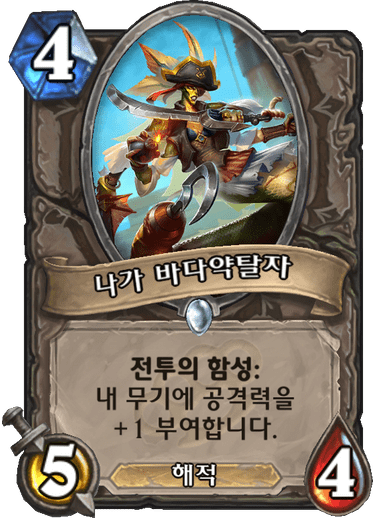 4
나가 바다약탈자
전투의 함성:
내 무기에 공격력을
+1 부여합니다.
5
해적
4